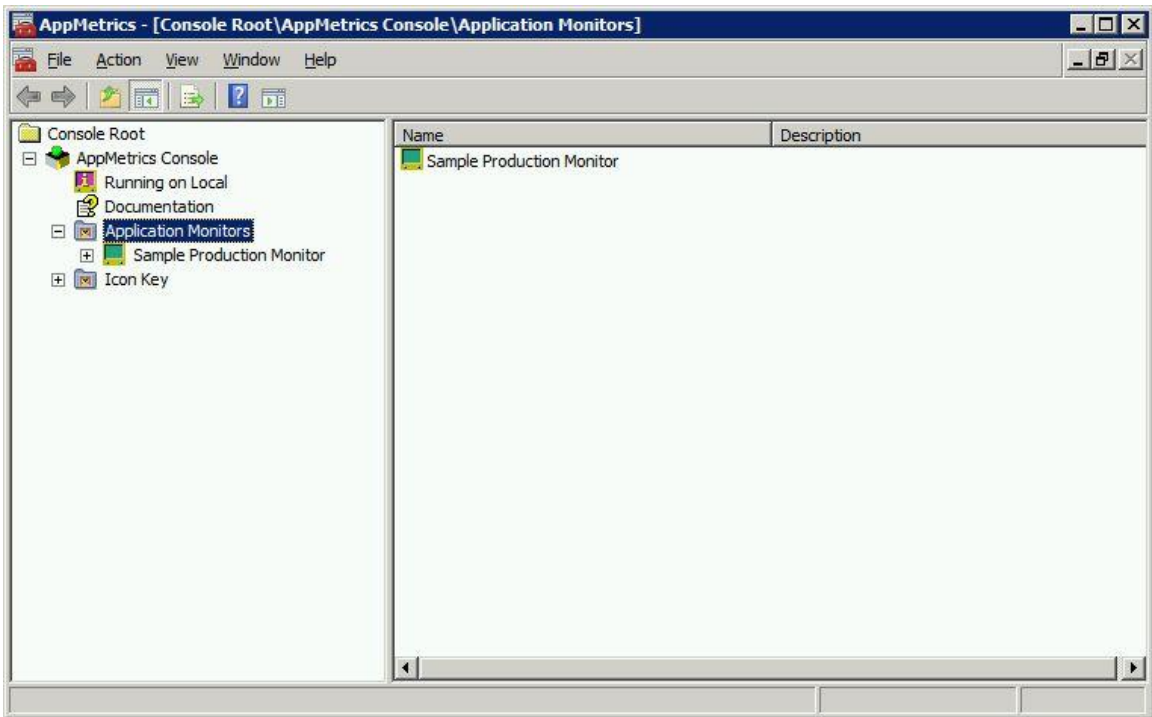 AppMetrics - [Console Root\AppMetrics Console\Application Monitors]
File Action View Window Help
Console Root
AppMetrics Console
Running on Local
Documentation
Application Monitors
Sample Production Monitor
Icon Key
Name Description
Sample Production Monitor